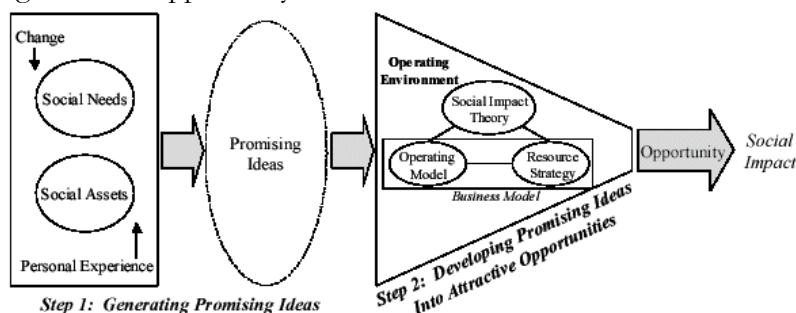 Change
Social Needs
Social Assets
Personal Experience
Step 1: Generating Promising Ideas
Promising
Ideas
Operating
Environment
Social Impact
Theory
Operating
Model
Resource
Strategy
Business Model
Step 2: Developing Promising Ideas
Into Attractive Opportunities
Opportunity
Social
Impact